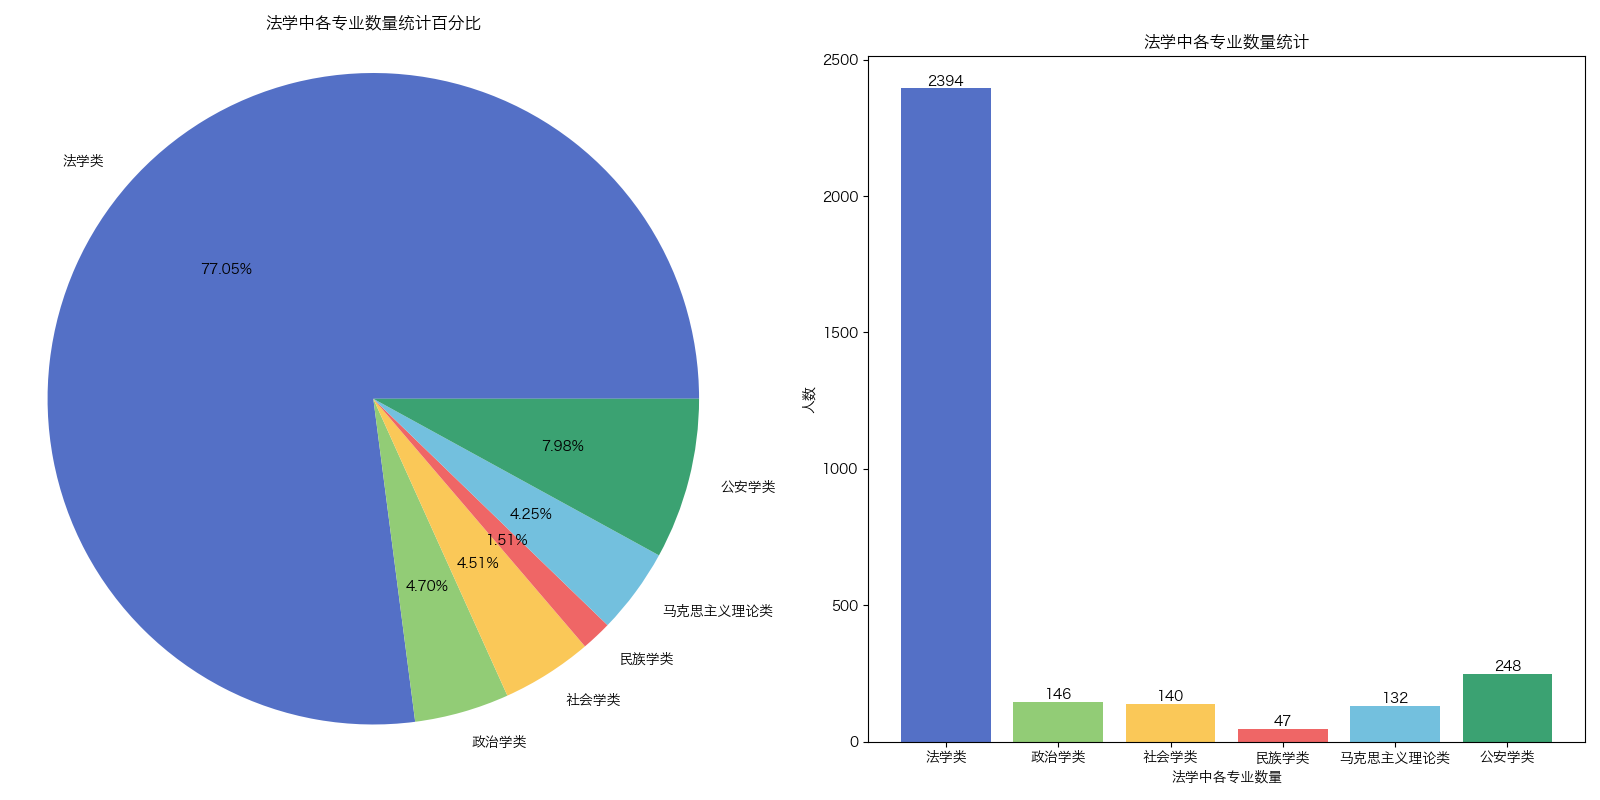 法学中各专业数量统计百分比
法学类
77.05%
7.98%
公安学类
4.25%
1.51%
4.51%
4.70%
马克思主义理论类
民族学类
社会学类
政治学类
法学中各专业数量统计
2500
2000
1500
1000
500
0
人数
2394
146
140
47
132
248
法学类 政治学类 社会学类 民族学类 马克思主义理论类 公安学类
法学中各专业数量